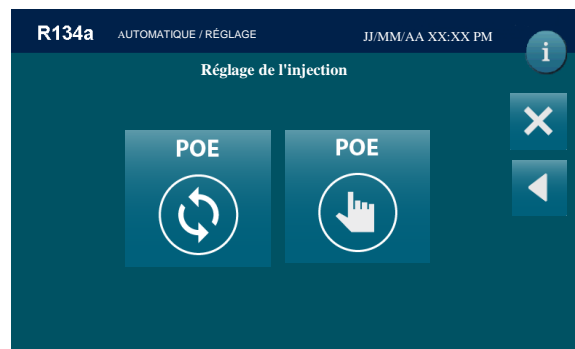 R134a AUTOMATIQUE / RÉGLAGE JJ/MM/AA XX:XX PM
i
Réglage de l'injection
POE POE